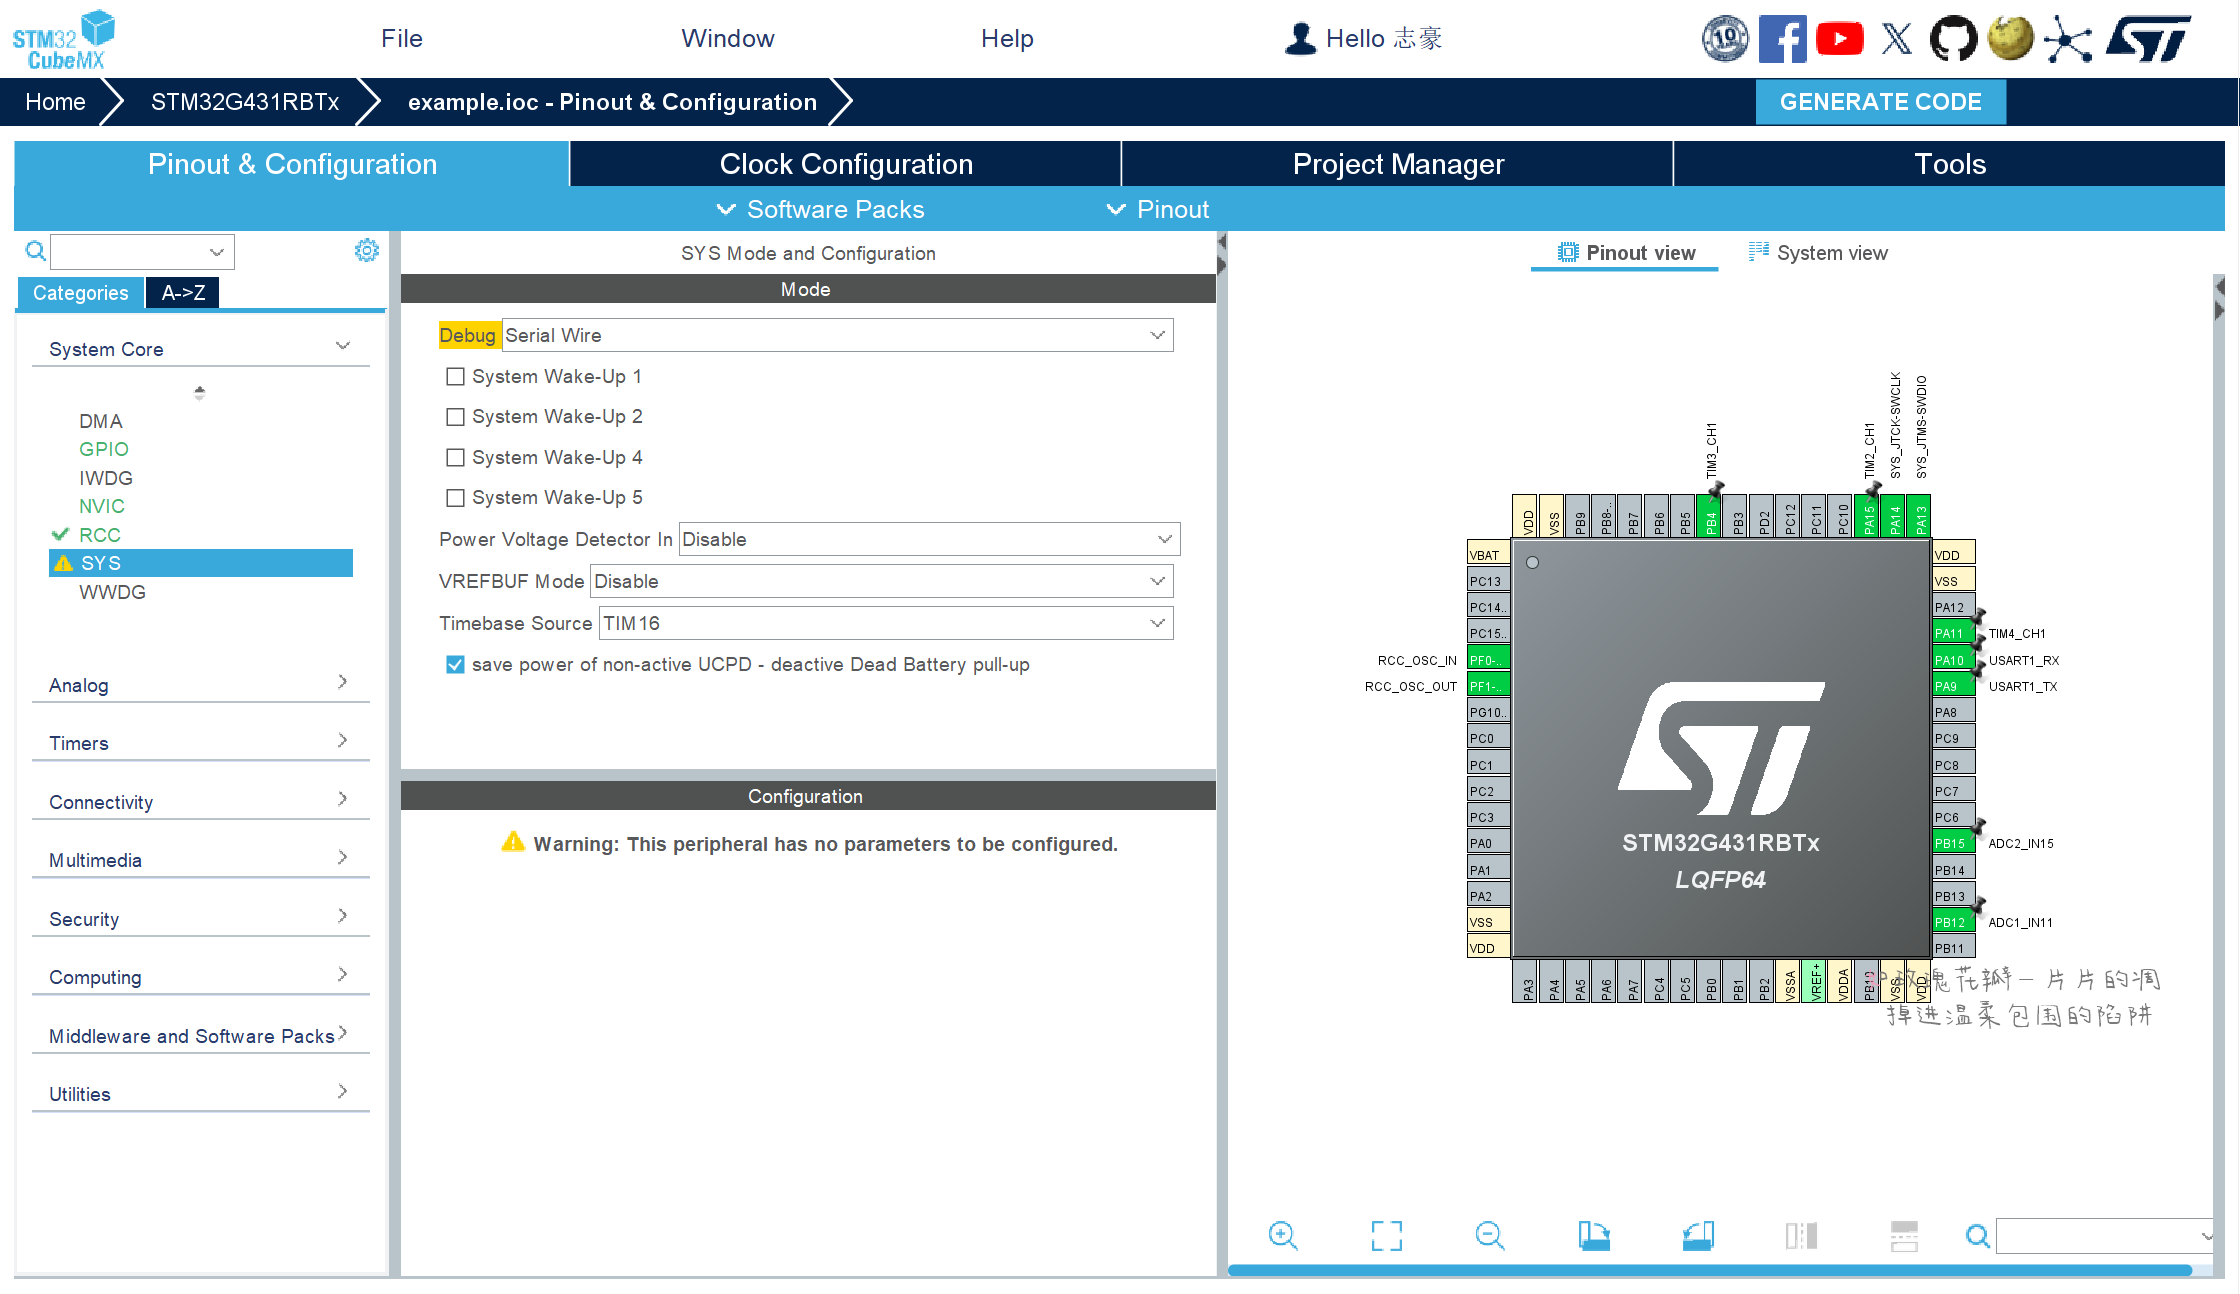 STM32
CubeMX
File
Window
Help
Hello 志豪
10
Home
STM32G431RBTx
example.ioc - Pinout & Configuration
GENERATE CODE
Pinout & Configuration
Clock Configuration
Project Manager
Tools
Software Packs
Pinout
Categories
A->Z
System Core
DMA
GPIO
IWDG
NVIC
RCC
SYS
WWDG
Analog
Timers
Connectivity
Multimedia
Security
Computing
Middleware and Software Packs
Utilities
SYS Mode and Configuration
Mode
Debug Serial Wire
System Wake-Up 1
System Wake-Up 2
System Wake-Up 4
System Wake-Up 5
Power Voltage Detector In Disable
VREFBUF Mode Disable
Timebase Source TIM16
save power of non-active UCPD - deactive Dead Battery pull-up
Configuration
Warning: This peripheral has no parameters to be configured.
Pinout view
System view
TIM3_CH1
TIM2_CH1
SYS_JTCK-SWCLK
SYS_JTMS-SWDIO
VDD
VSS
PB9
PB8-..
PB7
PB6
PB5
PB4
PB3
PD2
PC12
PC11
PC10
PA15
PA14
PA13
VBAT
PC13
PC14..
PC15..
RCC_OSC_IN PF0-..
RCC_OSC_OUT PF1-..
PG10..
PC0
PC1
PC2
PC3
PA0
PA1
PA2
VSS
VDD
VDD
VSS
PA12
PA11 TIM4_CH1
PA10 USART1_RX
PA9 USART1_TX
PA8
PC9
PC8
PC7
PC6
PB15 ADC2_IN15
PB14
PB13
PB12 ADC1_IN11
PB11
ST
STM32G431RBTx
LQFP64
PA3
PA4
PA5
PA6
PA7
PC4
PC5
PB0
PB1
PB2
VSSA
VREF+
VDDA
PB10
VSS
VDD
玫瑰花瓣一片片的凋
掉进温柔包围的陷阱